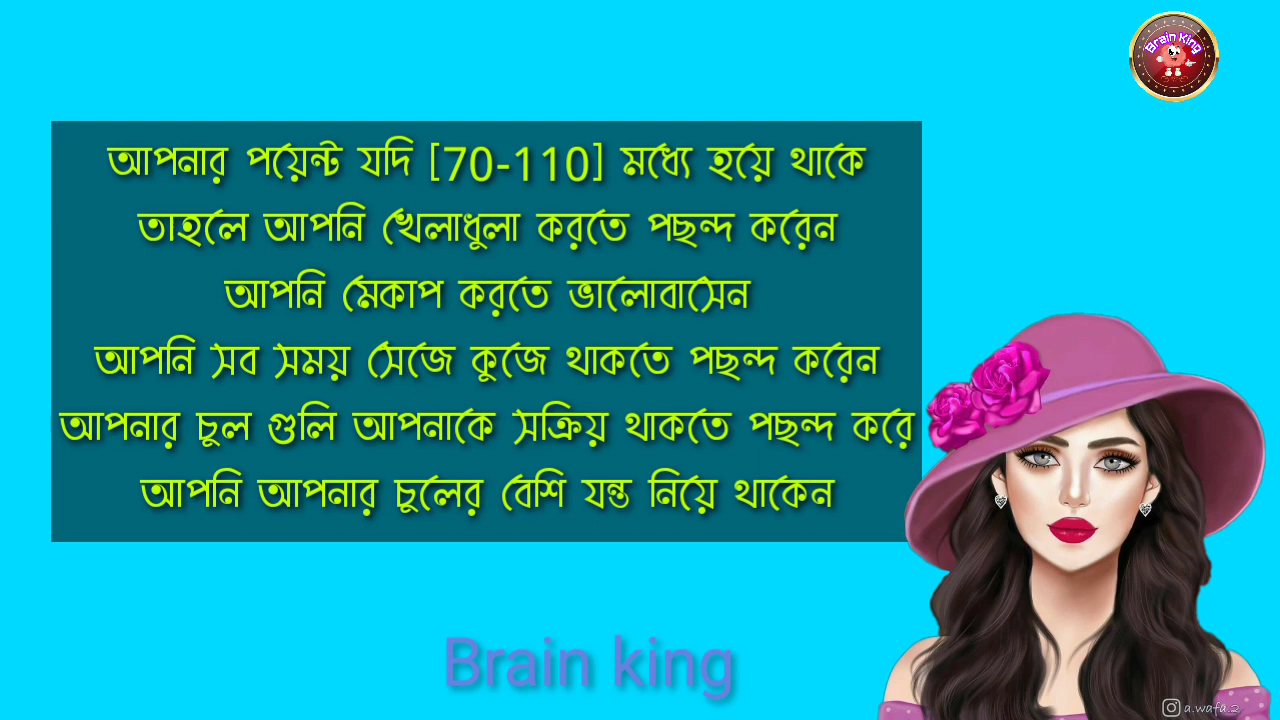 Brain King
আপনার পয়েন্ট যদি [70-110] মধ্যে হয়ে থাকে
তাহলে আপনি খেলাধুলা করতে পছন্দ করেন
আপনি মেকাপ করতে ভালোবাসেন
আপনি সব সময় সেজে কুজে থাকতে পছন্দ করেন
আপনার চুল গুলি আপনাকে সক্রিয় থাকতে পছন্দ করে
আপনি আপনার চুলের বেশি যন্ত নিয়ে থাকেন
Brain king
a.wafa.2